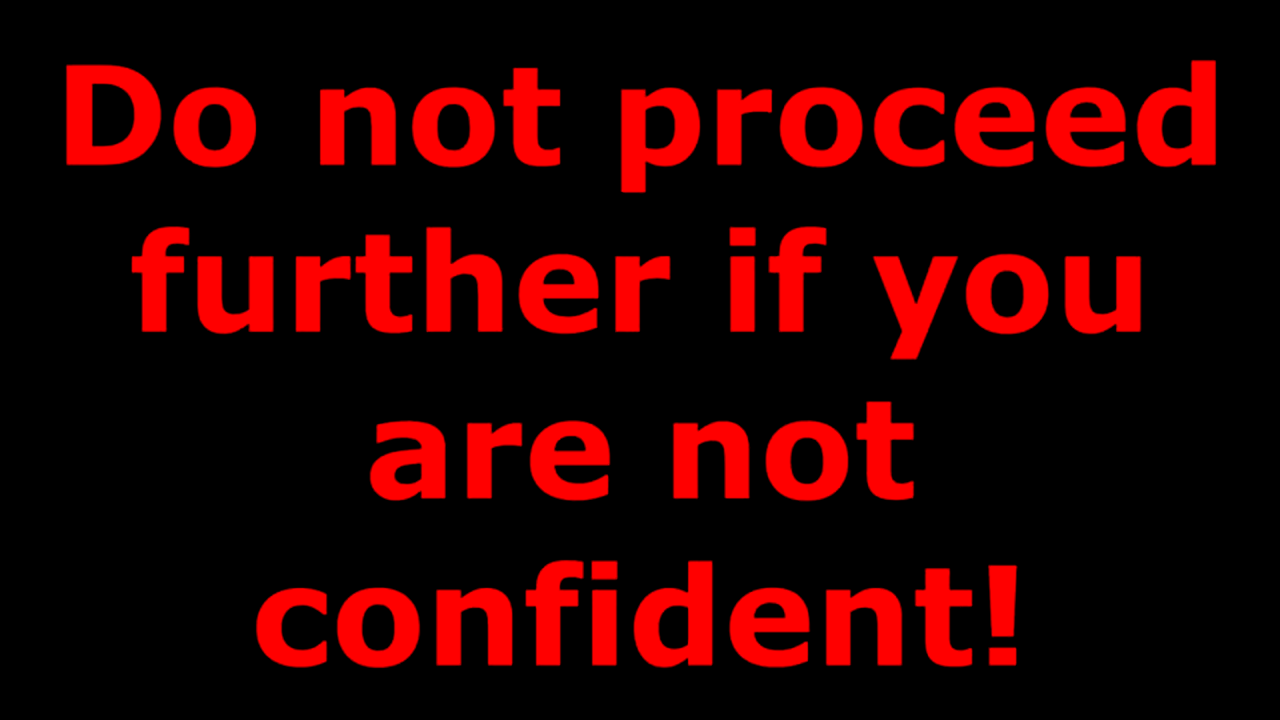 Do not proceed
further if you
are not
confident!